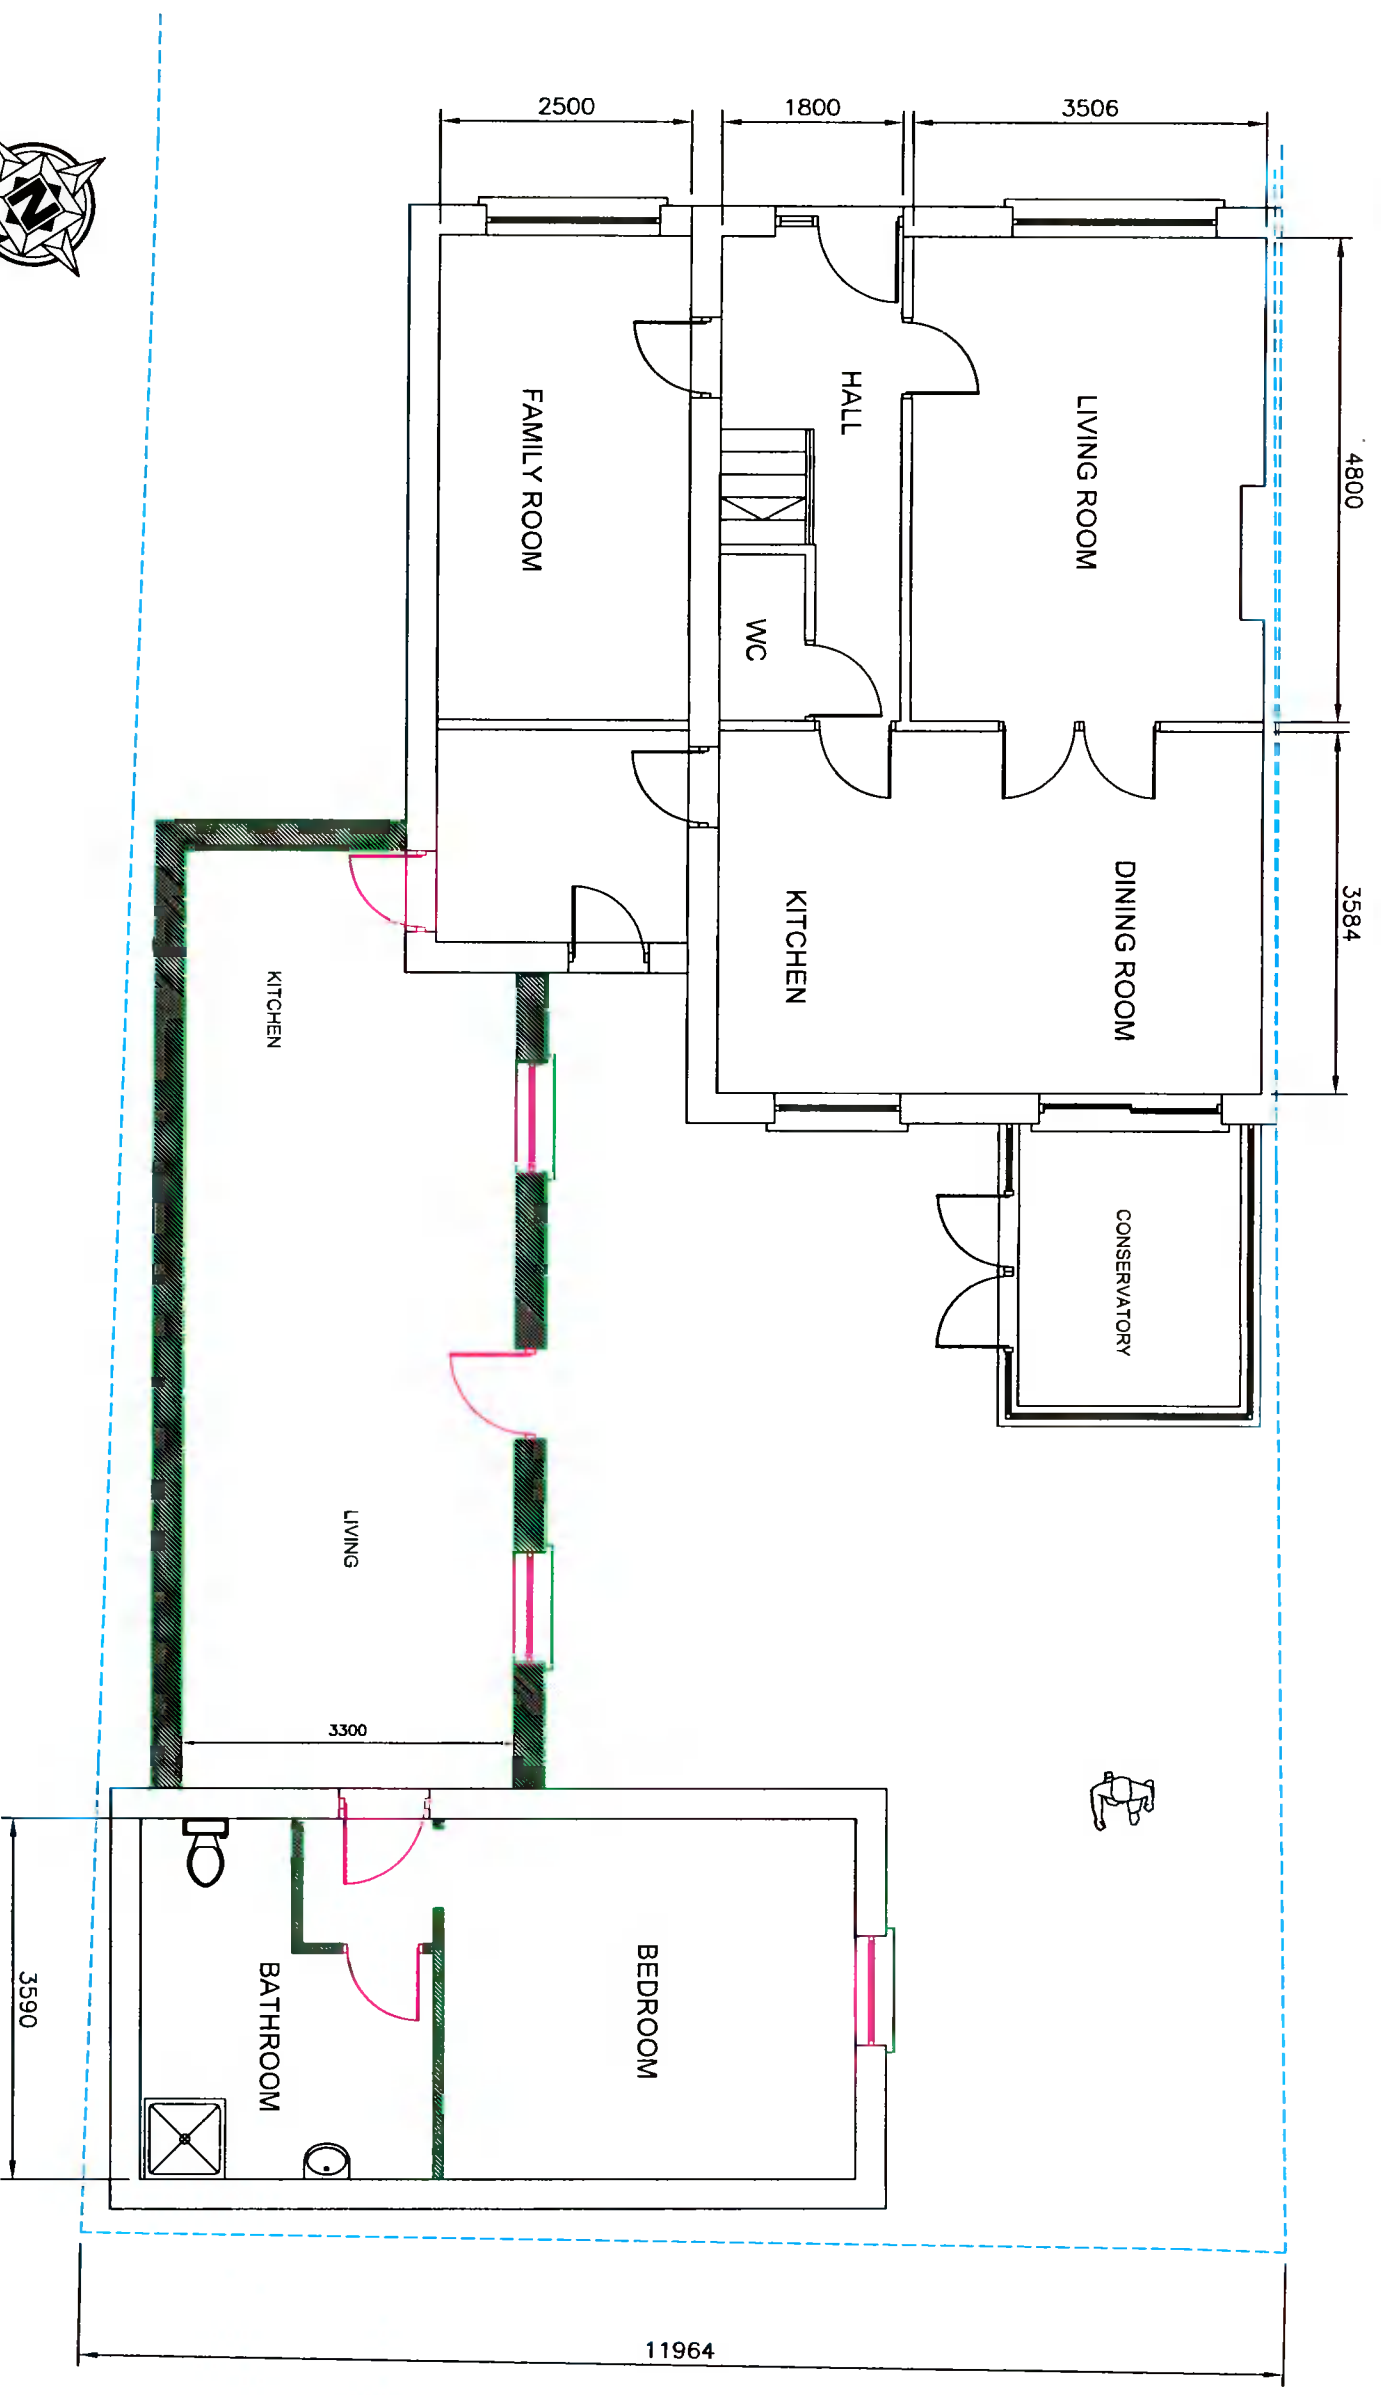 3506
1800
2500
4800
3584
LIVING ROOM
HALL
FAMILY ROOM
WC
DINING ROOM
KITCHEN
CONSERVATORY
KITCHEN
LIVING
3300
BEDROOM
BATHROOM
3590
11964
N